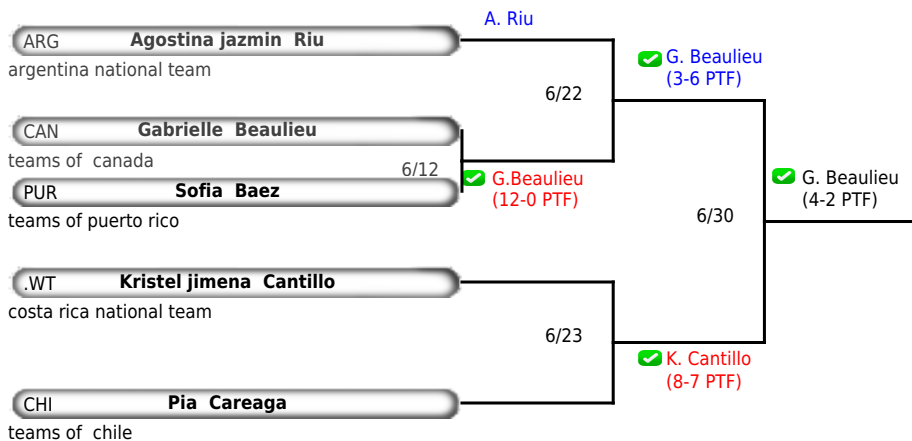 A. Riu
ARG Agostina jazmin Riu
argentina national team
G. Beaulieu
(3-6 PTF)
6/22
CAN Gabrielle Beaulieu
teams of canada
6/12
G.Beaulieu
(12-0 PTF)
PUR Sofia Baez
teams of puerto rico
G. Beaulieu
(4-2 PTF)
6/30
.WT Kristel jimena Cantillo
costa rica national team
6/23
K. Cantillo
(8-7 PTF)
CHI Pia Careaga
teams of chile